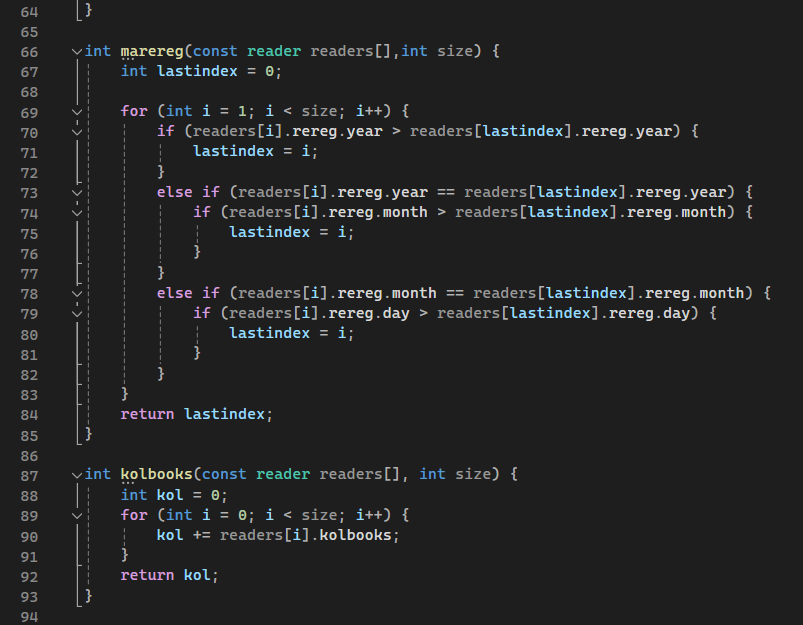 64 }
65
66 int marereg(const reader readers[],int size) {
67 int lastindex = 0;
68
69 for (int i = 1; i < size; i++) {
70 if (readers[i].rereg.year > readers[lastindex].rereg.year) {
71 lastindex = i;
72 }
73 else if (readers[i].rereg.year == readers[lastindex].rereg.year) {
74 if (readers[i].rereg.month > readers[lastindex].rereg.month) {
75 lastindex = i;
76 }
77 }
78 else if (readers[i].rereg.month == readers[lastindex].rereg.month) {
79 if (readers[i].rereg.day > readers[lastindex].rereg.day) {
80 lastindex = i;
81 }
82 }
83 }
84 return lastindex;
85 }
86
87 int kolbooks(const reader readers[], int size) {
88 int kol = 0;
89 for (int i = 0; i < size; i++) {
90 kol += readers[i].kolbooks;
91 }
92 return kol;
93 }
94